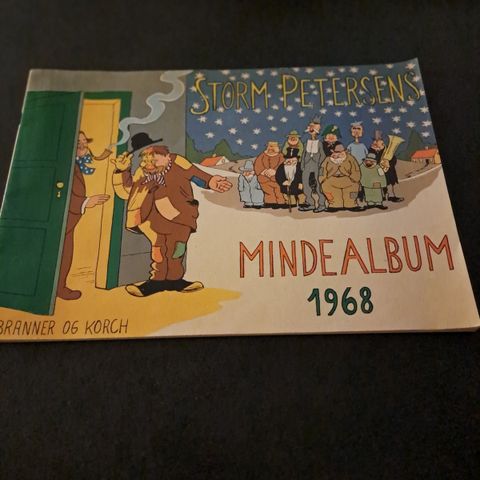 STORM PETERSENS
MINDEALBUM
1968
BRANNER OG KORCH